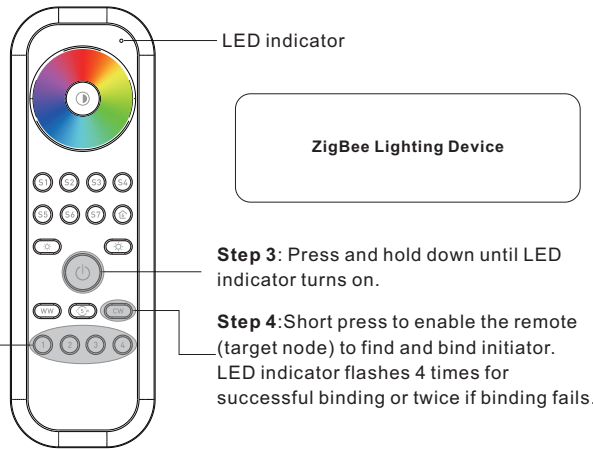 LED indicator
ZigBee Lighting Device
S1 S2 S3 S4
S5 S6 S7
Step 3: Press and hold down until LED
indicator turns on.
WW S CW
Step 4:Short press to enable the remote
(target node) to find and bind initiator.
1 2 3 4
LED indicator flashes 4 times for
successful binding or twice if binding fails.